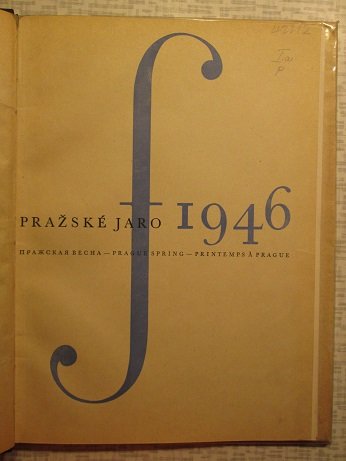 PRAŽSKÉ JARO 1946
ПРАЖСКАЯ ВЕСНА — PRAGUE SPRING — PRINTEMPS À PRAGUE